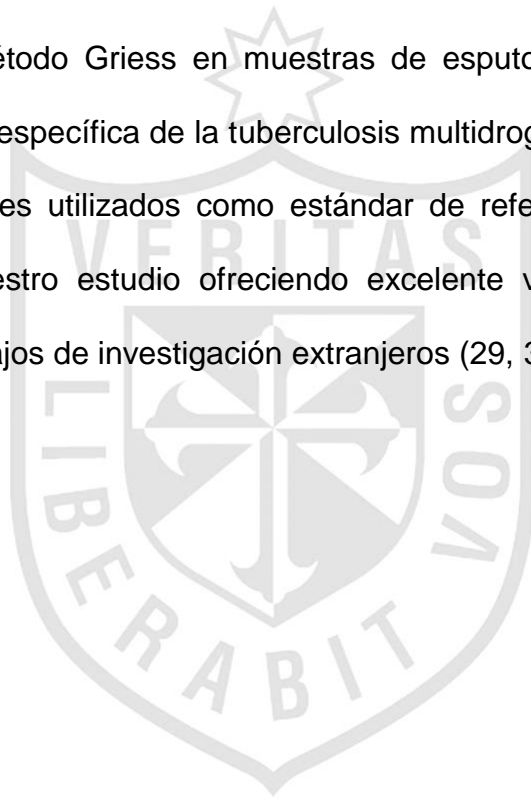 étodo Griess en muestras de esputo
específica de la tuberculosis multidrog
es utilizados como estándar de refe
estro estudio ofreciendo excelente v
ajos de investigación extranjeros (29, 3
VERITAS
LIBERABIT
VOS